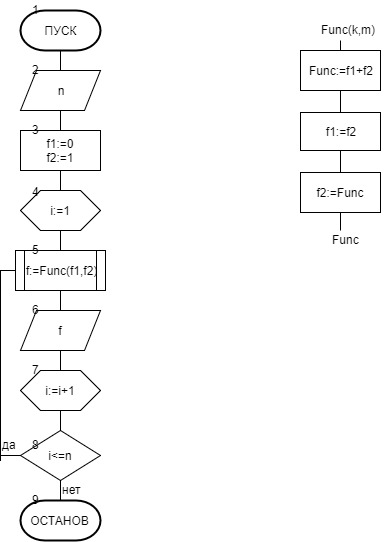 1
ПУСК
2
n
3
f1:=0
f2:=1
4
i:=1
5
f:=Func(f1,f2)
6
f
7
i:=i+1
8
да
i<=n
нет
9
ОСТАНОВ
Func(k,m)
Func:=f1+f2
f1:=f2
f2:=Func
Func